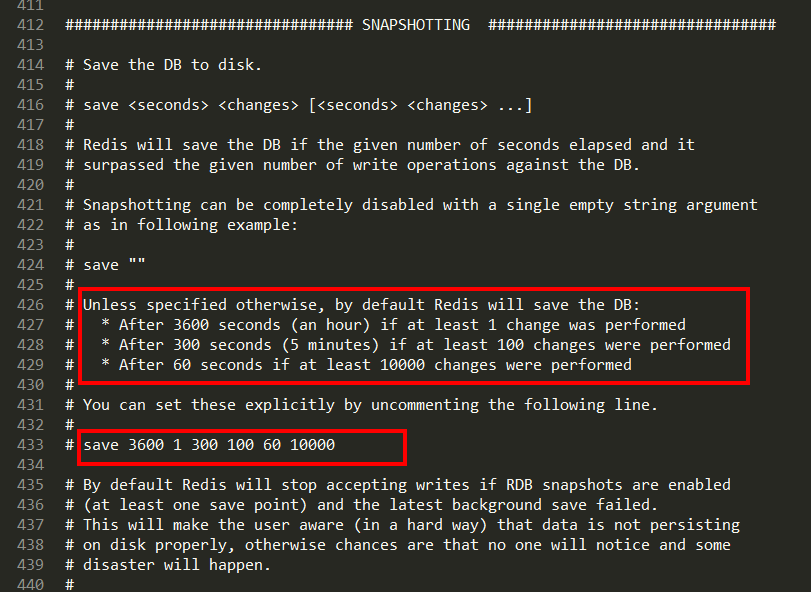 411
412 ################################ SNAPSHOTTING  ################################
413
414 # Save the DB to disk.
415 #
416 # save <seconds> <changes> [<seconds> <changes> ...]
417 #
418 # Redis will save the DB if the given number of seconds elapsed and it
419 # surpassed the given number of write operations against the DB.
420 #
421 # Snapshotting can be completely disabled with a single empty string argument
422 # as in following example:
423 #
424 # save ""
425 #
426 # Unless specified otherwise, by default Redis will save the DB:
427 #   * After 3600 seconds (an hour) if at least 1 change was performed
428 #   * After 300 seconds (5 minutes) if at least 100 changes were performed
429 #   * After 60 seconds if at least 10000 changes were performed
430 #
431 # You can set these explicitly by uncommenting the following line.
432 #
433 # save 3600 1 300 100 60 10000
434
435 # By default Redis will stop accepting writes if RDB snapshots are enabled
436 # (at least one save point) and the latest background save failed.
437 # This will make the user aware (in a hard way) that data is not persisting
438 # on disk properly, otherwise chances are that no one will notice and some
439 # disaster will happen.
440 #